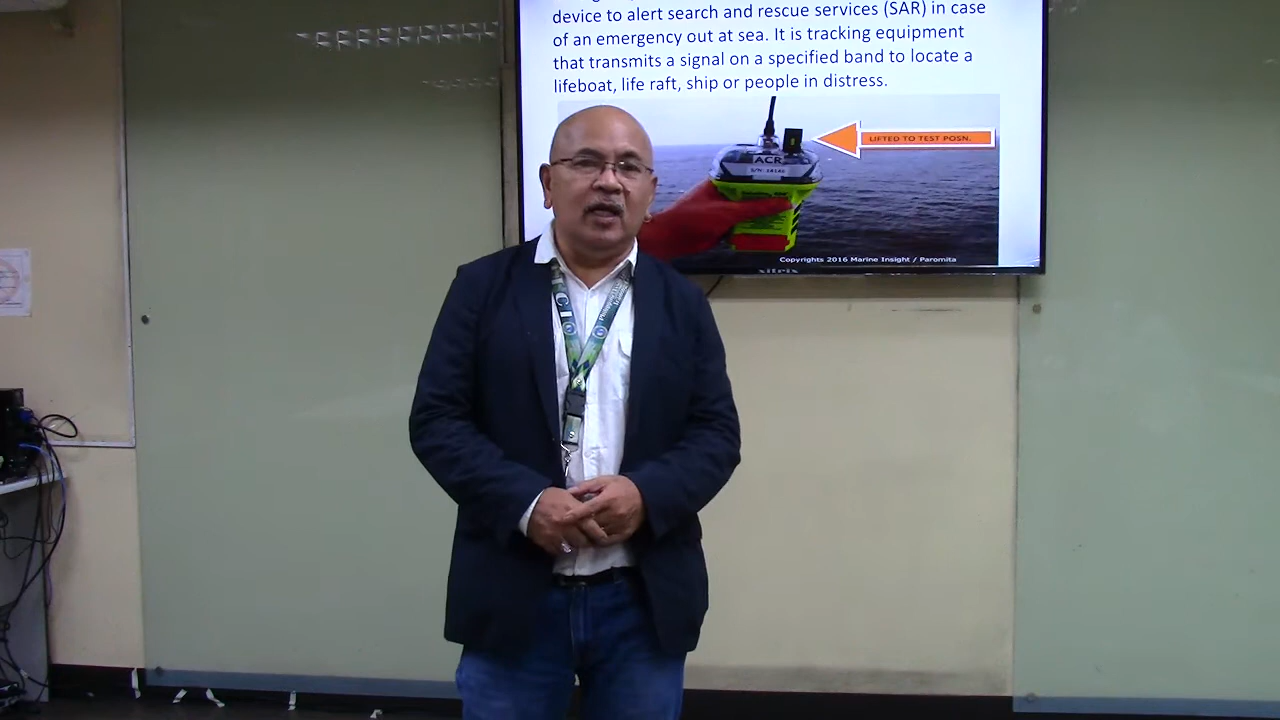 device to alert search and rescue services (SAR) in case
of an emergency out at sea. It is tracking equipment
that transmits a signal on a specified band to locate a
lifeboat, life raft, ship or people in distress.
LIFTED TO TEST POSN.
ACR
Copyrights 2016 Marine Insight / Paromita
xitrix